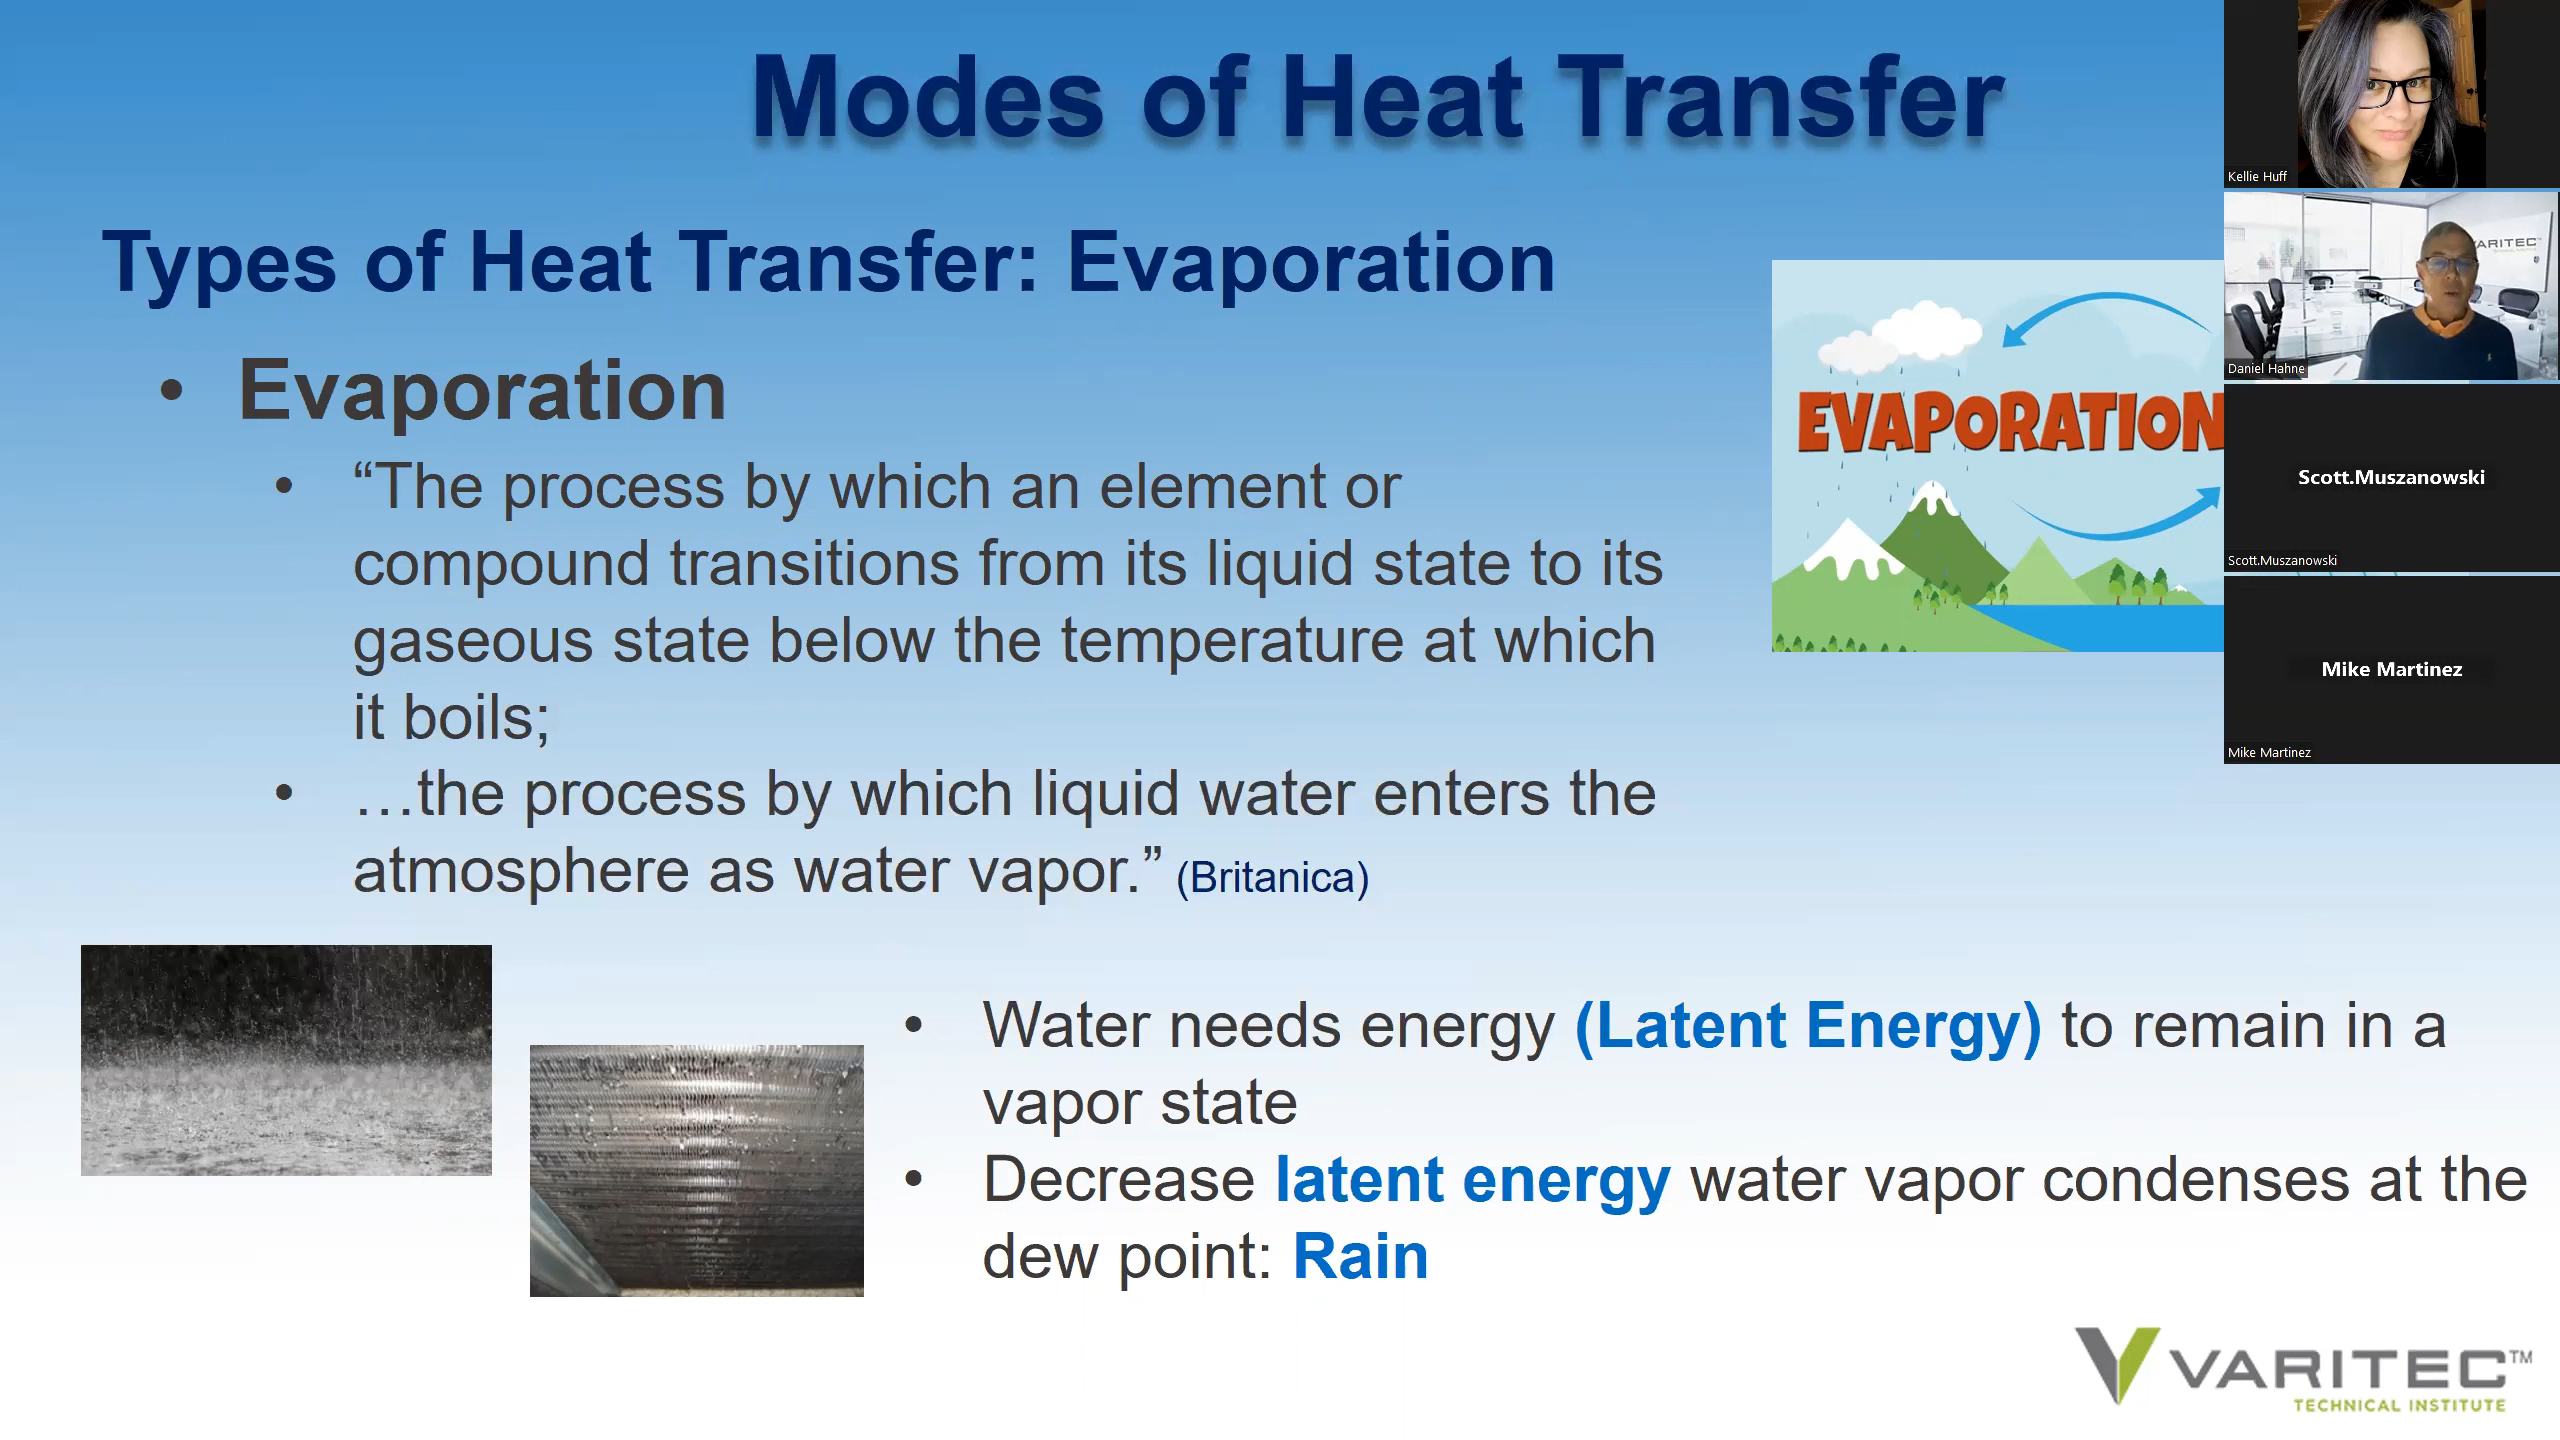 Modes of Heat Transfer
Types of Heat Transfer: Evaporation
• Evaporation
• “The process by which an element or
compound transitions from its liquid state to its
gaseous state below the temperature at which
it boils;
• …the process by which liquid water enters the
atmosphere as water vapor.” (Britanica)
EVAPORATION
• Water needs energy (Latent Energy) to remain in a
vapor state
• Decrease latent energy water vapor condenses at the
dew point: Rain
Kellie Huff
ARITEC
Daniel Hahne
Scott.Muszanowski
Scott.Muszanowski
Mike Martinez
Mike Martinez
VARITEC™
TECHNICAL INSTITUTE